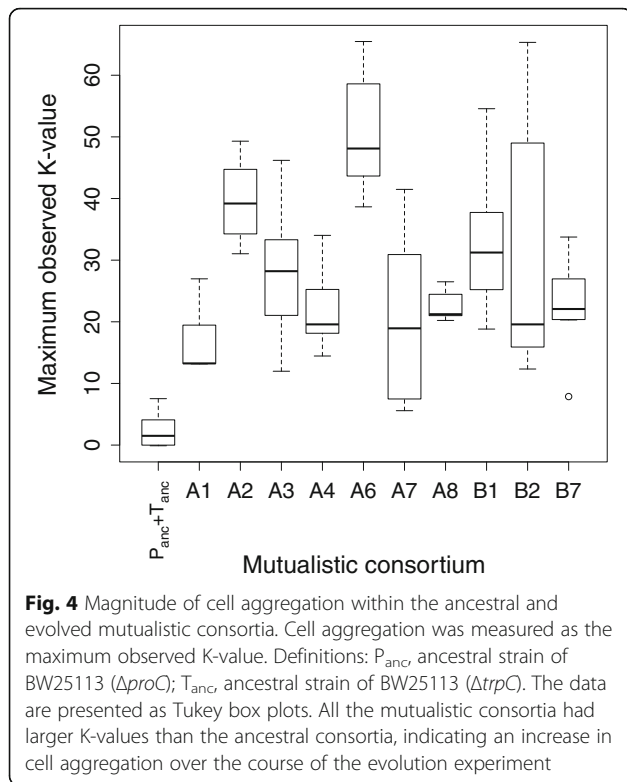 Maximum observed K-value
60
50
40
30
20
10
0
P_anc+T_anc A1 A2 A3 A4 A6 A7 A8 B1 B2 B7
Mutualistic consortium
Fig. 4 Magnitude of cell aggregation within the ancestral and
evolved mutualistic consortia. Cell aggregation was measured as the
maximum observed K-value. Definitions: P_anc, ancestral strain of
BW25113 (ΔproC); T_anc, ancestral strain of BW25113 (ΔtrpC). The data
are presented as Tukey box plots. All the mutualistic consortia had
larger K-values than the ancestral consortia, indicating an increase in
cell aggregation over the course of the evolution experiment